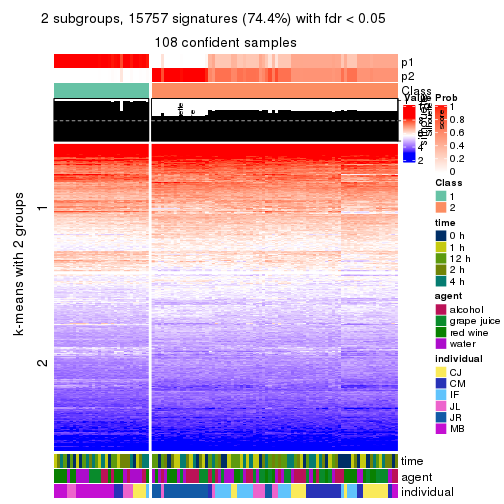 2 subgroups, 15757 signatures (74.4%) with fdr < 0.05
108 confident samples
p1
p2
Class
1
2
k-means with 2 groups
time
agent
individual
Value
2
Prob
1
0.8
0.6
0.4
0.2
0
Class
1
2
time
0 h
1 h
12 h
2 h
4 h
agent
alcohol
grape juice
red wine
water
individual
CJ
CM
IF
JL
JR
MB